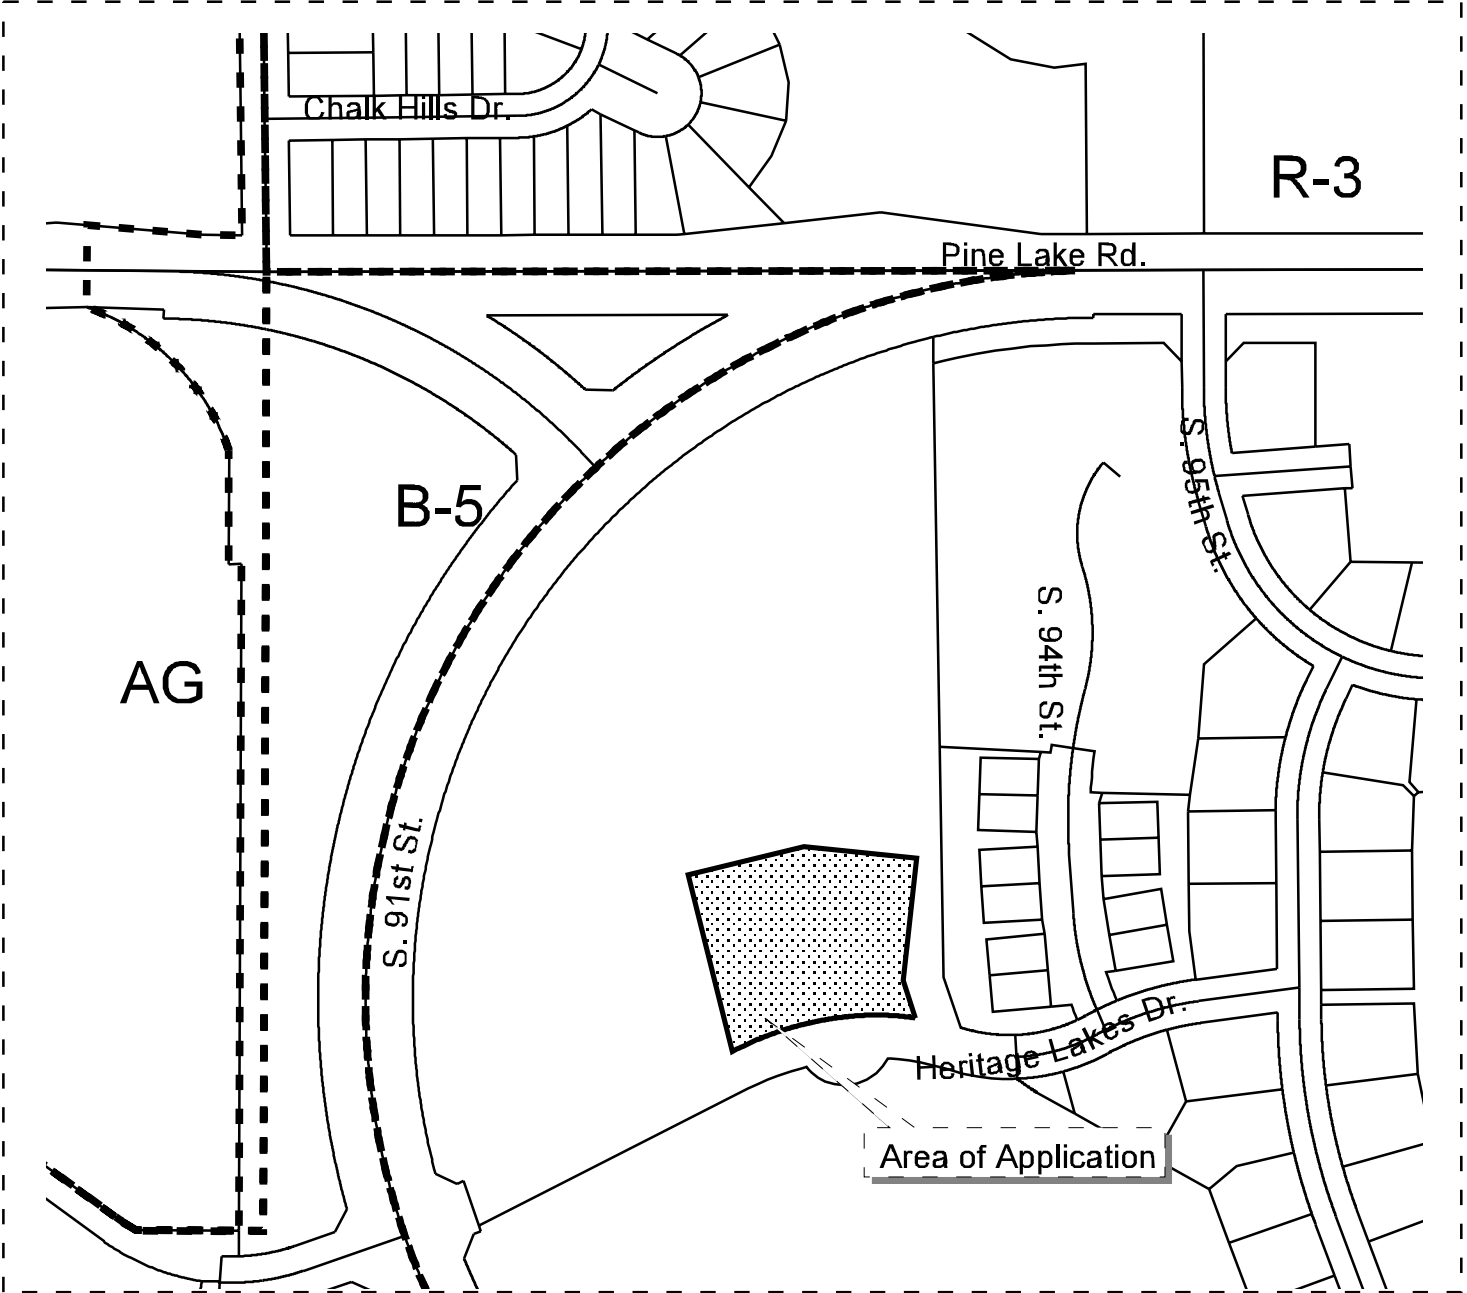 Chalk Hills Dr.
R-3
Pine Lake Rd.
S. 95th St.
B-5
S. 94th St.
AG
S. 91st St.
Heritage Lakes Dr.
Area of Application